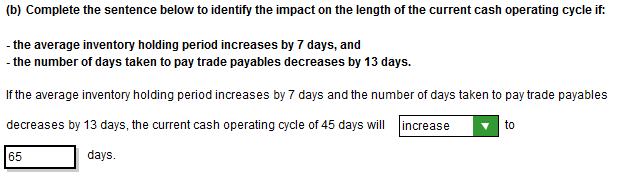 (b) Complete the sentence below to identify the impact on the length of the current cash operating cycle if:
- the average inventory holding period increases by 7 days, and
- the number of days taken to pay trade payables decreases by 13 days.
If the average inventory holding period increases by 7 days and the number of days taken to pay trade payables
decreases by 13 days, the current cash operating cycle of 45 days will increase to
65 days.